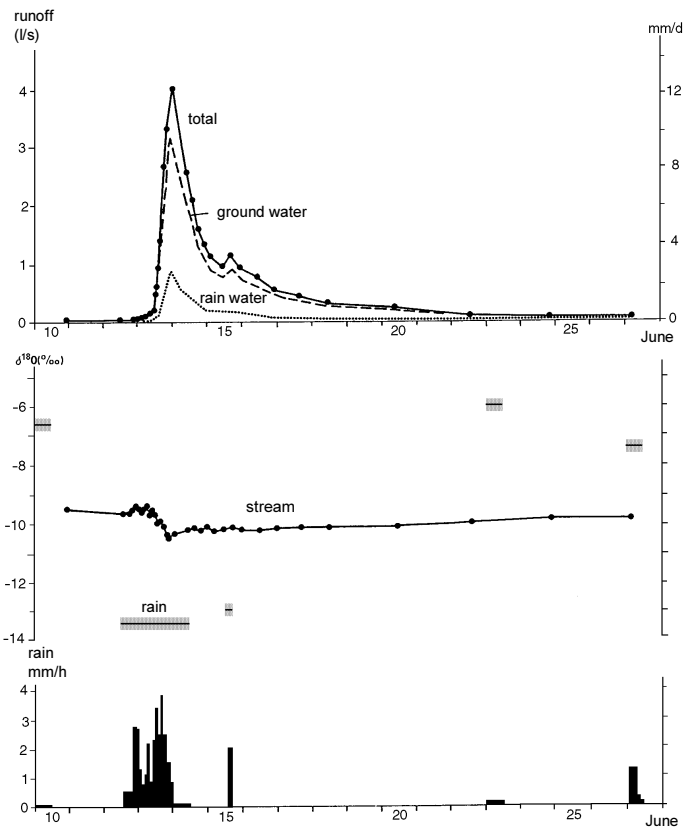 runoff
(l/s)
mm/d
4
12
total
3
8
2
ground water
4
1
rain water
0
0
10
15
20
25
June
δ¹⁸O(º/ₒₒ)
-6
-8
stream
-10
-12
rain
-14
rain
mm/h
4
3
2
1
0
10
15
20
25
June